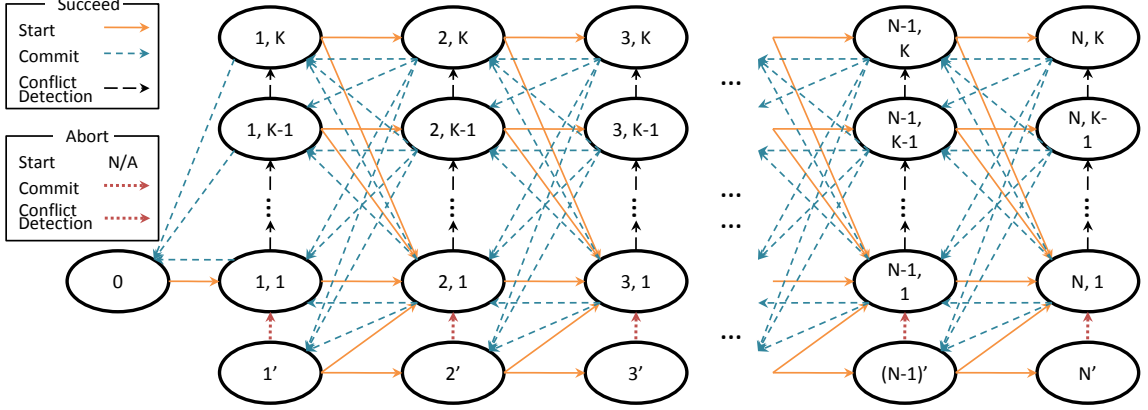 Succeed
Start
Commit
Conflict
Detection
Abort
Start N/A
Commit
Conflict
Detection
1, K
2, K
3, K
...
N-1,
K
N, K
1, K-1
2, K-1
3, K-1
N-1,
K-1
N, K-
1
...
...
...
...
...
...
...
...
0
1, 1
2, 1
3, 1
N-1,
1
N, 1
...
1'
2'
3'
(N-1)'
N'